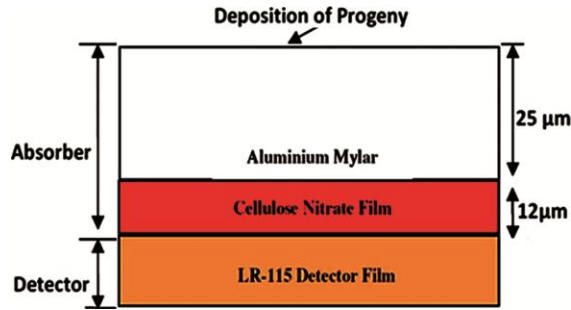 Deposition of Progeny
25 μm
Absorber
Aluminium Mylar
Cellulose Nitrate Film
12μm
LR-115 Detector Film
Detector